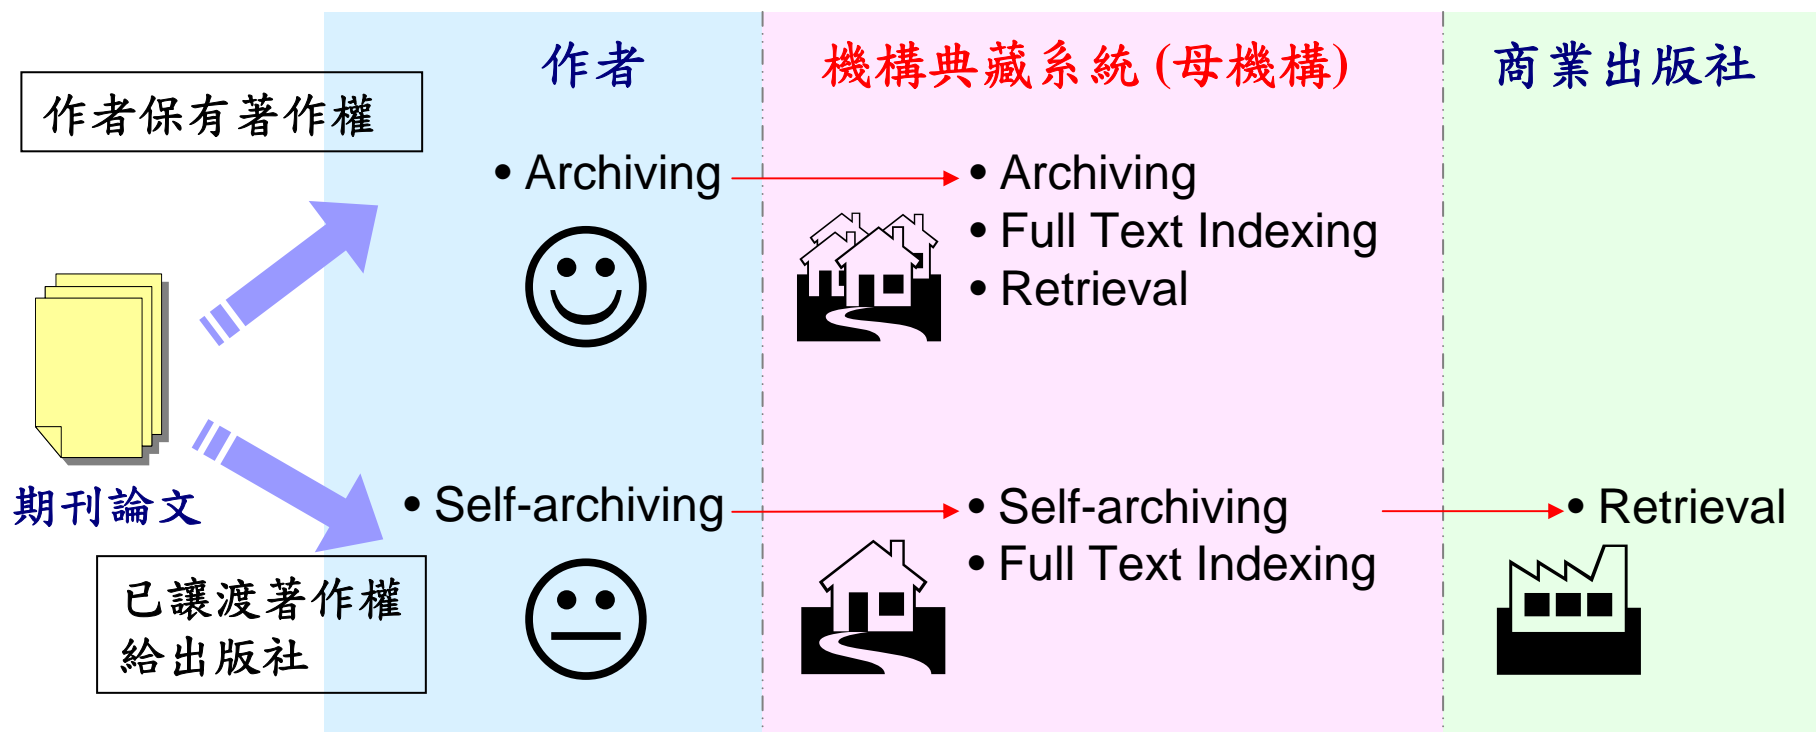 作者
機構典藏系統(母機構)
商業出版社
作者保有著作權
• Archiving
• Archiving
• Full Text Indexing
• Retrieval
期刊論文
• Self-archiving
• Self-archiving
• Full Text Indexing
• Retrieval
已讓渡著作權
給出版社